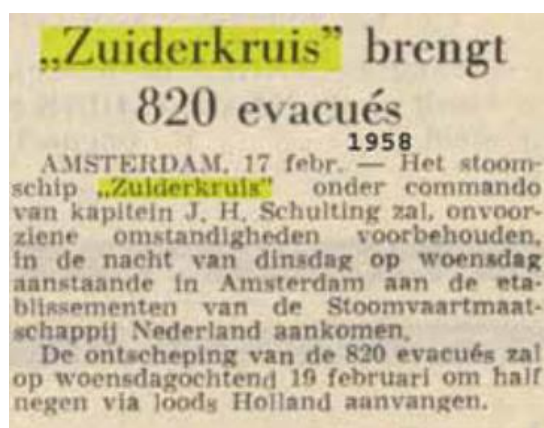 „Zuiderkruis” brengt
820 evacués
1958
AMSTERDAM, 17 febr. — Het stoom-
schip „Zuiderkruis” onder commando
van kapitein J. H. Schulting zal, onvoor-
ziene omstandigheden voorbehouden,
in de nacht van dinsdag op woensdag
aanstaande in Amsterdam aan de eta-
blissementen van de Stoomvaartmaat-
schappij Nederland aankomen.
De ontscheping van de 820 evacués zal
op woensdagochtend 19 februari om half
negen via loods Holland aanvangen.